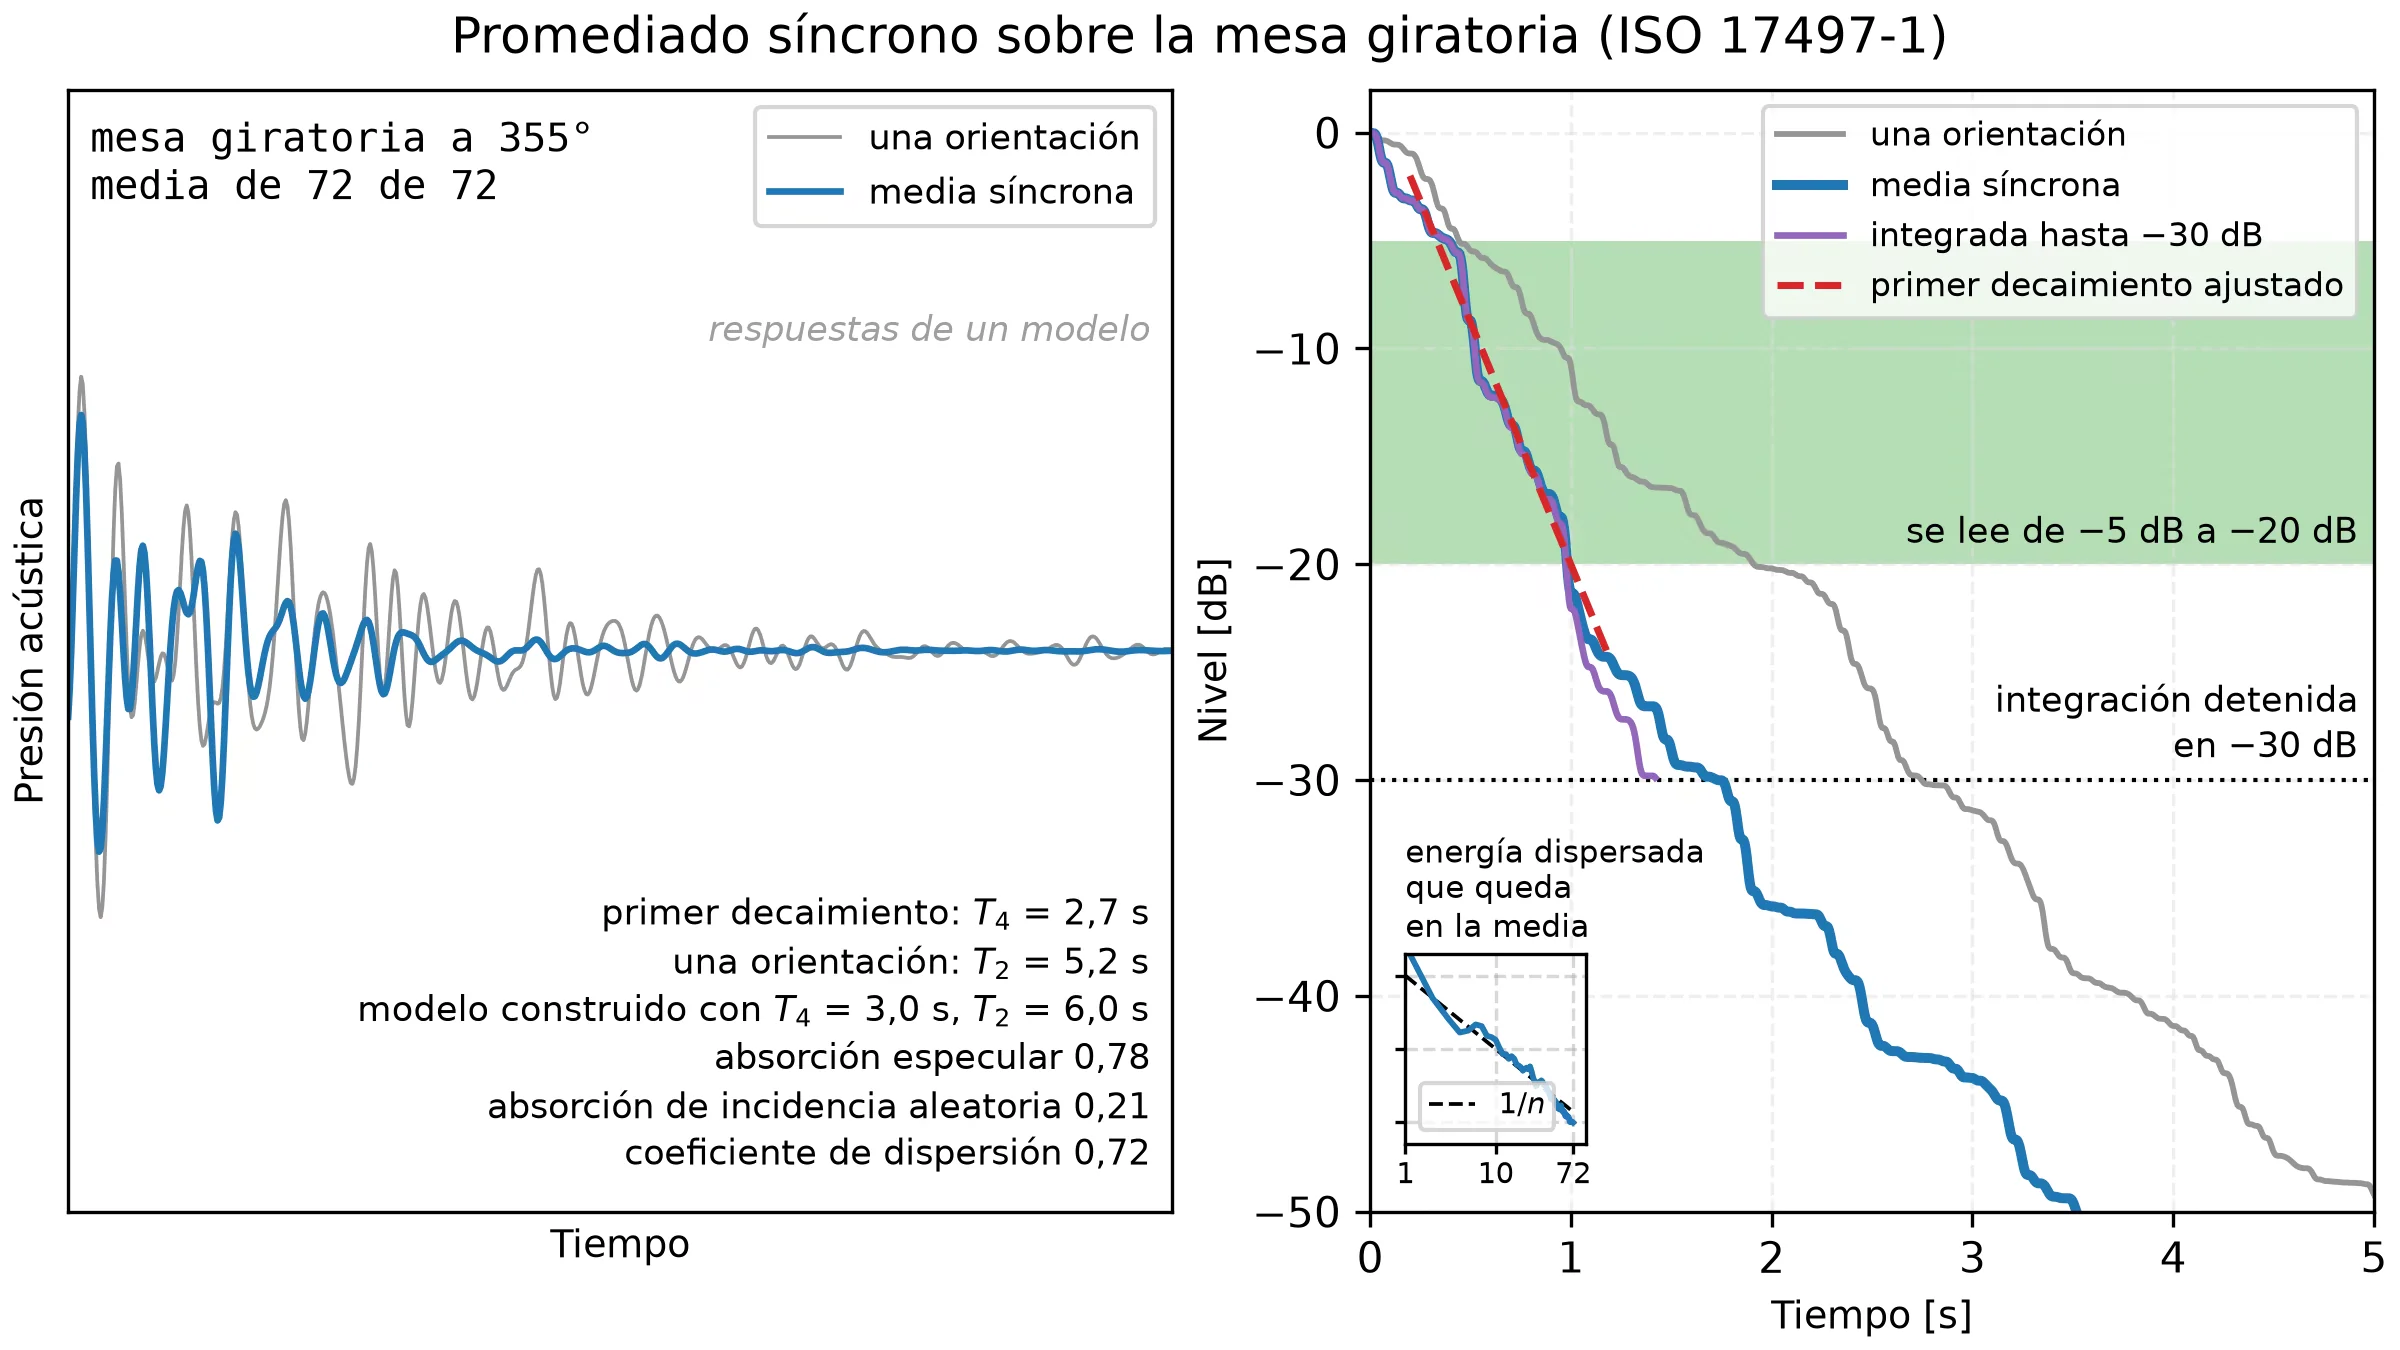 Promediado síncrono sobre la mesa giratoria (ISO 17497-1)
mesa giratoria a 355°
media de 72 de 72
una orientación
media síncrona
respuestas de un modelo
Presión acústica
primer decaimiento: T4 = 2,7 s
una orientación: T2 = 5,2 s
modelo construido con T4 = 3,0 s, T2 = 6,0 s
absorción especular 0,78
absorción de incidencia aleatoria 0,21
coeficiente de dispersión 0,72
Tiempo
una orientación
media síncrona
integrada hasta −30 dB
primer decaimiento ajustado
se lee de −5 dB a −20 dB
integración detenida
en −30 dB
energía dispersada
que queda
en la media
1/n
1 10 72
Nivel [dB]
0
−10
−20
−30
−40
−50
0 1 2 3 4 5
Tiempo [s]